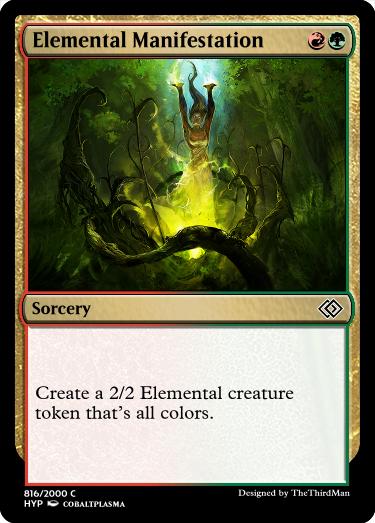 Elemental Manifestation
Sorcery
Create a 2/2 Elemental creature
token that's all colors.
816/2000 C
HYP COBALTPLASMA
Designed by TheThirdMan